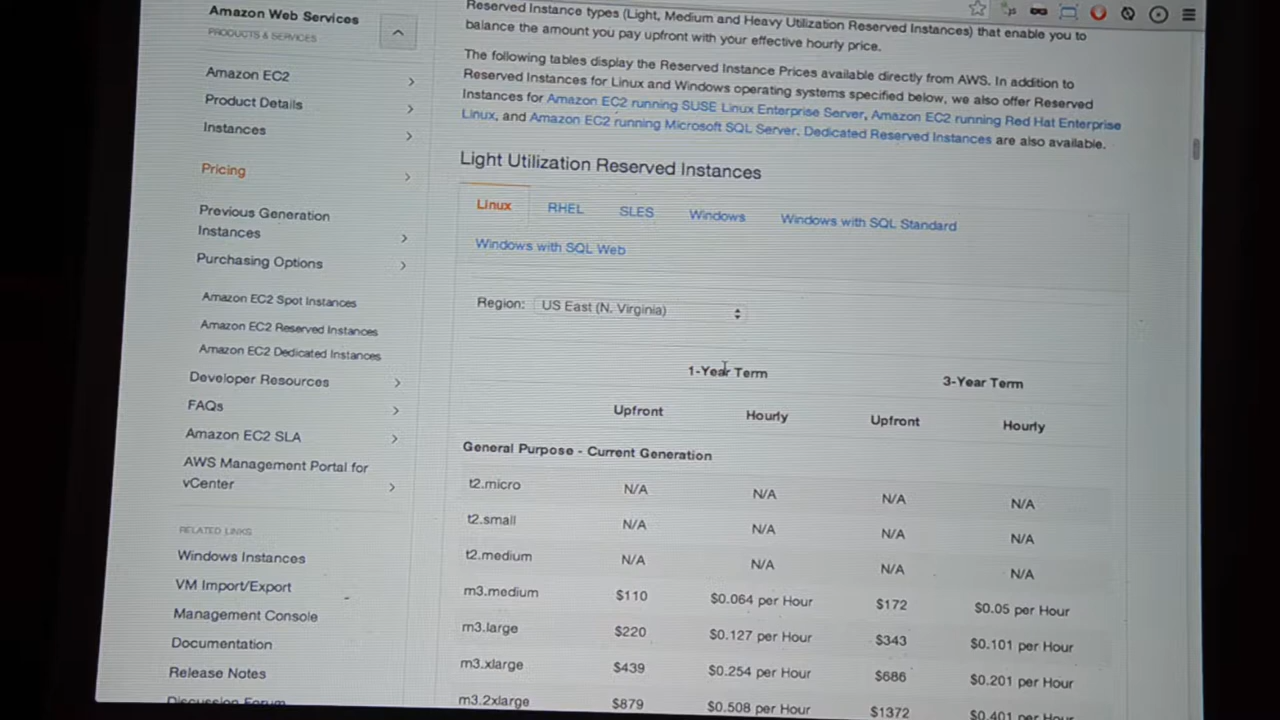 Amazon Web Services
PRODUCTS & SERVICES
Amazon EC2
Product Details
Instances
Pricing
Previous Generation
Instances
Purchasing Options
Amazon EC2 Spot Instances
Amazon EC2 Reserved Instances
Amazon EC2 Dedicated Instances
Developer Resources
FAQs
Amazon EC2 SLA
AWS Management Portal for
vCenter
RELATED LINKS
Windows Instances
VM Import/Export
Management Console
Documentation
Release Notes
Discussion Forum
Reserved Instance types (Light, Medium and Heavy Utilization Reserved Instances) that enable you to
balance the amount you pay upfront with your effective hourly price.
The following tables display the Reserved Instance Prices available directly from AWS. In addition to
Reserved Instances for Linux and Windows operating systems specified below, we also offer Reserved
Instances for Amazon EC2 running SUSE Linux Enterprise Server, Amazon EC2 running Red Hat Enterprise
Linux, and Amazon EC2 running Microsoft SQL Server. Dedicated Reserved Instances are also available.
Light Utilization Reserved Instances
Linux RHEL SLES Windows Windows with SQL Standard
Windows with SQL Web
Region: US East (N. Virginia)
1-Year Term 3-Year Term
Upfront Hourly Upfront Hourly
General Purpose - Current Generation
t2.micro N/A N/A N/A N/A
t2.small N/A N/A N/A N/A
t2.medium N/A N/A N/A N/A
m3.medium $110 $0.064 per Hour $172 $0.05 per Hour
m3.large $220 $0.127 per Hour $343 $0.101 per Hour
m3.xlarge $439 $0.254 per Hour $686 $0.201 per Hour
m3.2xlarge $879 $0.508 per Hour $1372 $0.401 per Hour